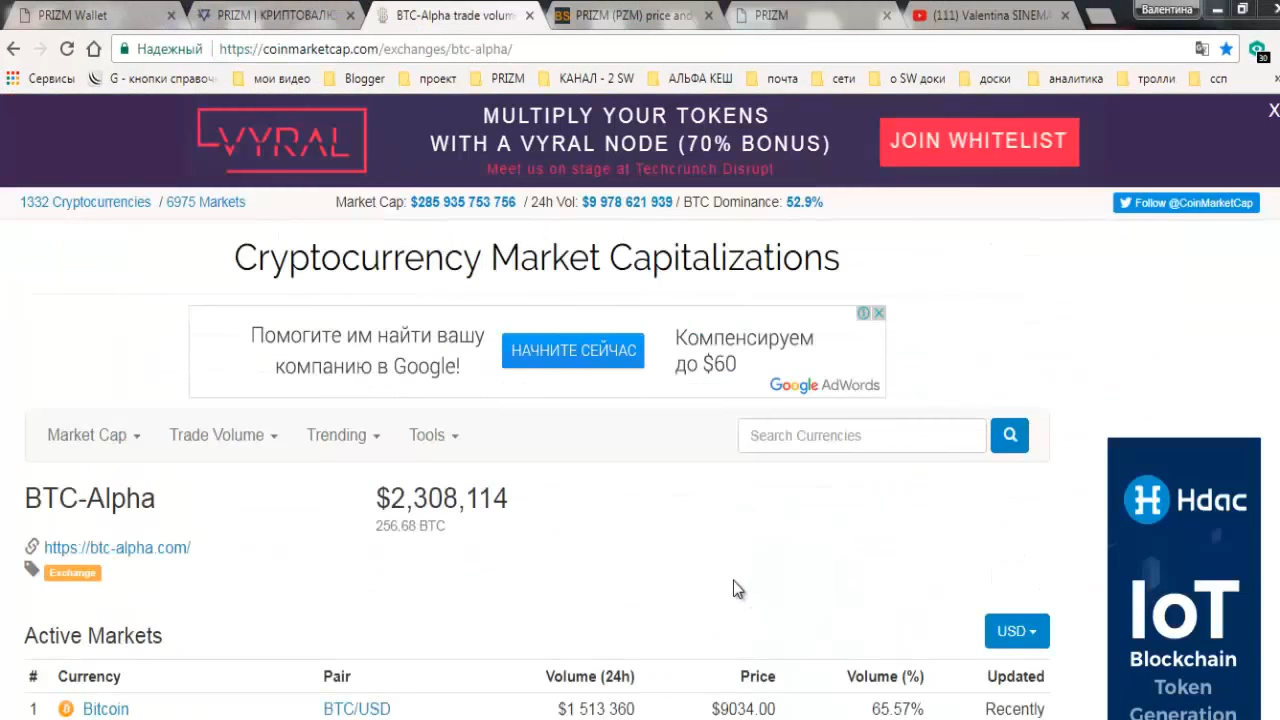 PRIZM Wallet
PRIZM | КРИПТОВАЛЮ
BTC-Alpha trade volum
PRIZM (PZM) price and
PRIZM
(111) Valentina SINEMA
Валентина
Надежный
https://coinmarketcap.com/exchanges/btc-alpha/
30
Сервисы
G - кнопки справоч
мои видео
Blogger
проект
PRIZM
КАНАЛ - 2 SW
АЛЬФА КЕШ
почта
сети
о SW доки
доски
аналитика
тролли
ссп
VYRAL
MULTIPLY YOUR TOKENS
WITH A VYRAL NODE (70% BONUS)
Meet us on stage at Techcrunch Disrup!
JOIN WHITELIST
X
1332 Cryptocurrencies / 6975 Markets
Market Cap: $285 935 753 756 / 24h Vol: $9 978 621 939 / BTC Dominance: 52.9%
Follow @CoinMarketCap
Cryptocurrency Market Capitalizations
Помогите им найти вашу
компанию в Google!
НАЧНИТЕ СЕЙЧАС
Компенсируем
до $60
Google AdWords
Market Cap
Trade Volume
Trending
Tools
Search Currencies
BTC-Alpha
$2,308,114
256.68 BTC
https://btc-alpha.com/
Exchange
Hdac
IoT
Blockchain
Token
Generation
Active Markets
USD
# Currency Pair Volume (24h) Price Volume (%) Updated
1 Bitcoin BTC/USD $1 513 360 $9034.00 65.57% Recently